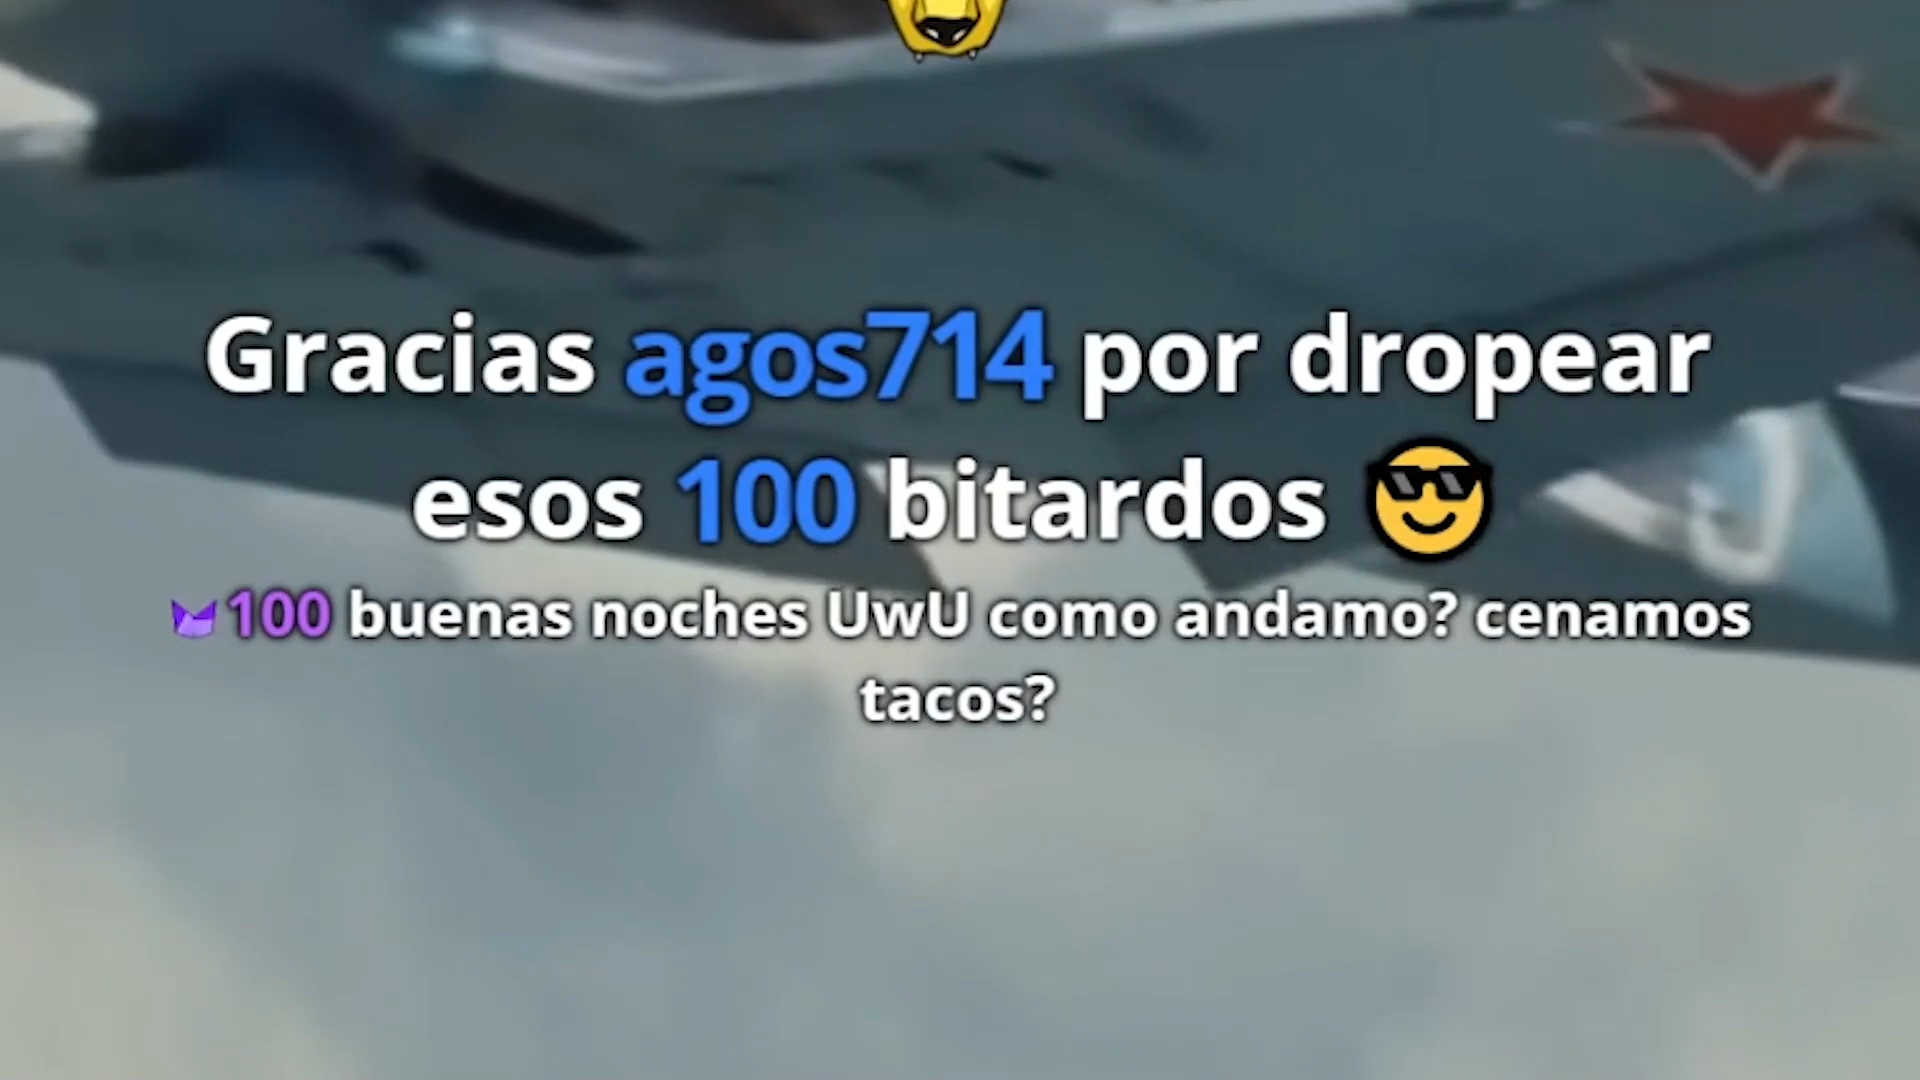 Gracias agos714 por dropear
esos 100 bitardos 😎
100 buenas noches UwU como andamo? cenamos
tacos?